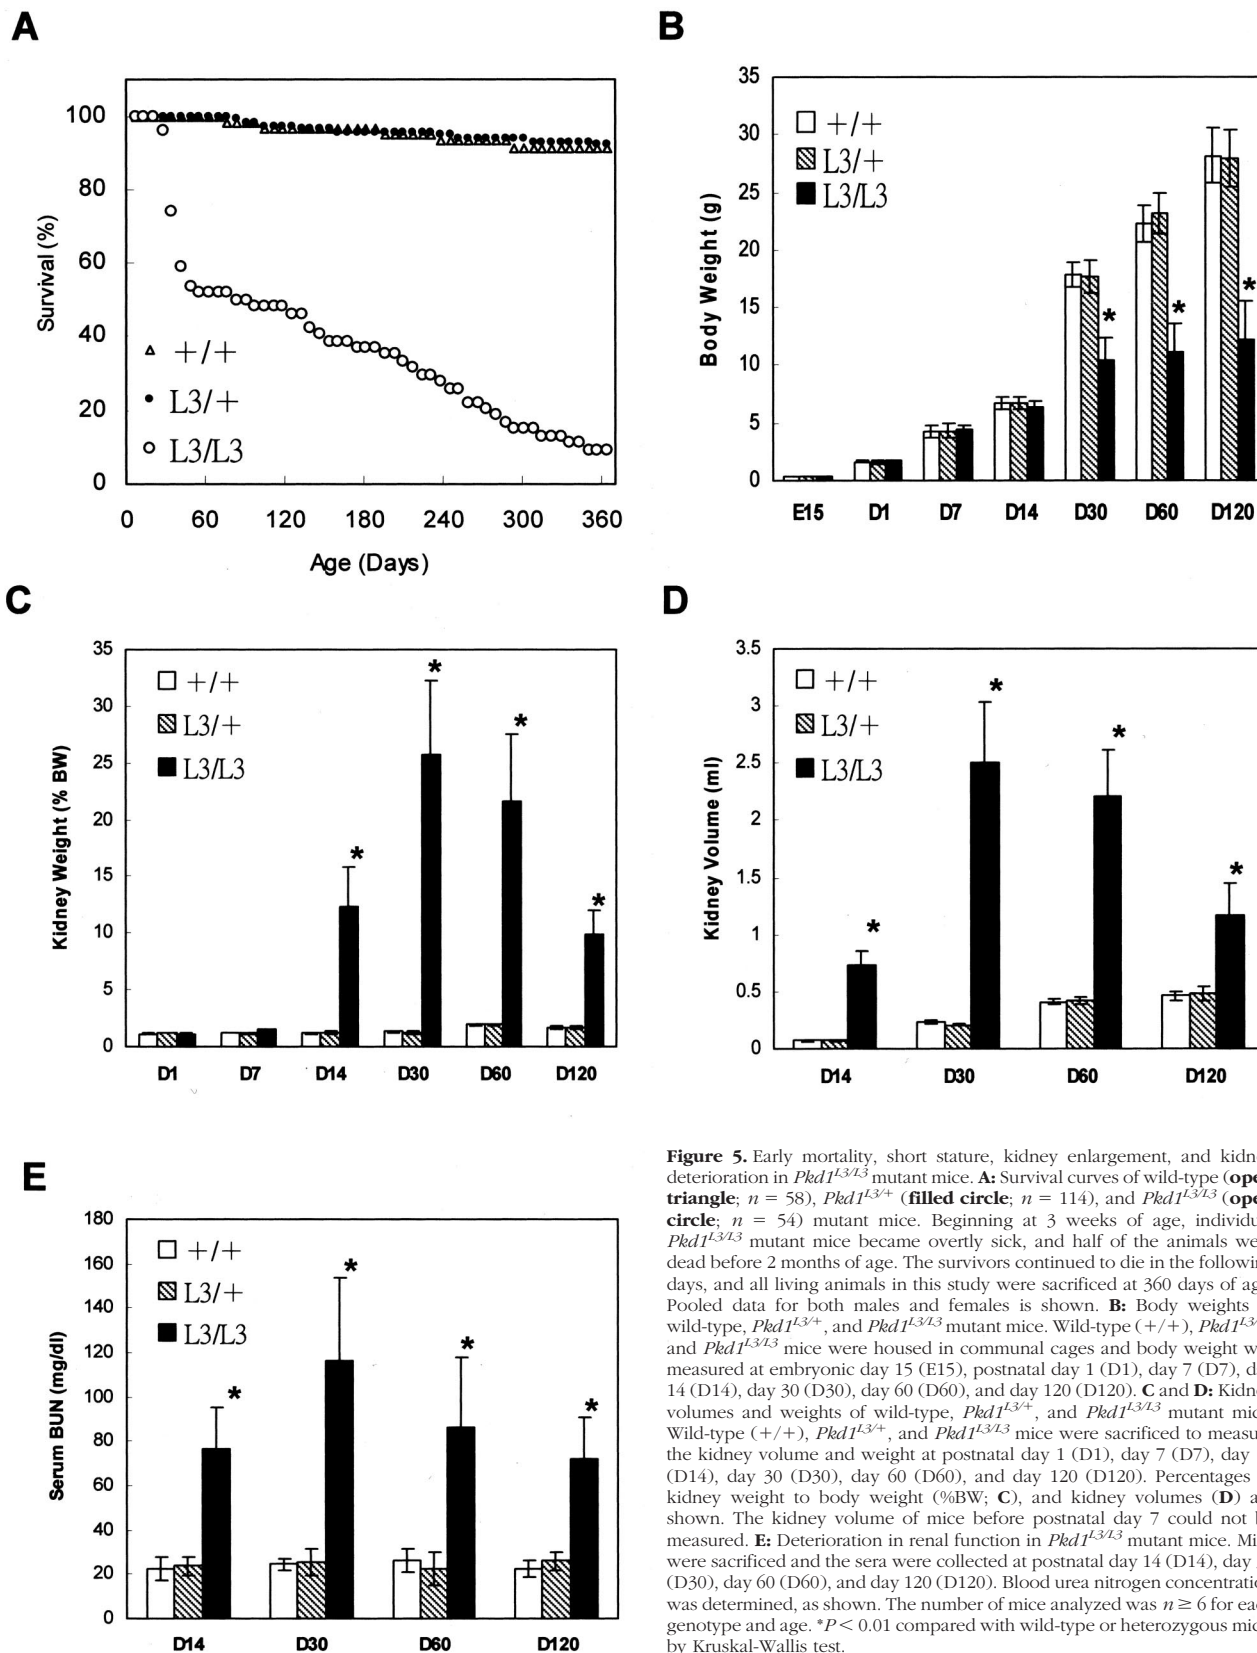 A
100
80
60
40
20
0
Survival (%)
+/+
L3/+
L3/L3
0 60 120 180 240 300 360
Age (Days)
B
35
30
25
20
15
10
5
0
Body Weight (g)
+/+
L3/+
L3/L3
*
*
*
E15 D1 D7 D14 D30 D60 D120
C
35
30
25
20
15
10
5
0
Kidney Weight (% BW)
+/+
L3/+
L3/L3
*
*
*
*
D1 D7 D14 D30 D60 D120
D
3.5
3
2.5
2
1.5
1
0.5
0
Kidney Volume (ml)
+/+
L3/+
L3/L3
*
*
*
*
D14 D30 D60 D120
E
180
160
140
120
100
80
60
40
20
0
Serum BUN (mg/dl)
+/+
L3/+
L3/L3
*
*
*
*
D14 D30 D60 D120
Figure 5. Early mortality, short stature, kidney enlargement, and kidn
deterioration in Pkd1L3/L3 mutant mice. A: Survival curves of wild-type (ope
triangle; n = 58), Pkd1L3/+ (filled circle; n = 114), and Pkd1L3/L3 (ope
circle; n = 54) mutant mice. Beginning at 3 weeks of age, individu
Pkd1L3/L3 mutant mice became overtly sick, and half of the animals we
dead before 2 months of age. The survivors continued to die in the followin
days, and all living animals in this study were sacrificed at 360 days of ag
Pooled data for both males and females is shown. B: Body weights
wild-type, Pkd1L3/+, and Pkd1L3/L3 mutant mice. Wild-type (+/+), Pkd1L3/
and Pkd1L3/L3 mice were housed in communal cages and body weight w
measured at embryonic day 15 (E15), postnatal day 1 (D1), day 7 (D7), da
14 (D14), day 30 (D30), day 60 (D60), and day 120 (D120). C and D: Kidn
volumes and weights of wild-type, Pkd1L3/+, and Pkd1L3/L3 mutant mic
Wild-type (+/+), Pkd1L3/+, and Pkd1L3/L3 mice were sacrificed to measu
the kidney volume and weight at postnatal day 1 (D1), day 7 (D7), day
(D14), day 30 (D30), day 60 (D60), and day 120 (D120). Percentages
kidney weight to body weight (%BW; C), and kidney volumes (D) a
shown. The kidney volume of mice before postnatal day 7 could not b
measured. E: Deterioration in renal function in Pkd1L3/L3 mutant mice. Mi
were sacrificed and the sera were collected at postnatal day 14 (D14), day
(D30), day 60 (D60), and day 120 (D120). Blood urea nitrogen concentratio
was determined, as shown. The number of mice analyzed was n ≥ 6 for eac
genotype and age. *P < 0.01 compared with wild-type or heterozygous mic
by Kruskal-Wallis test.